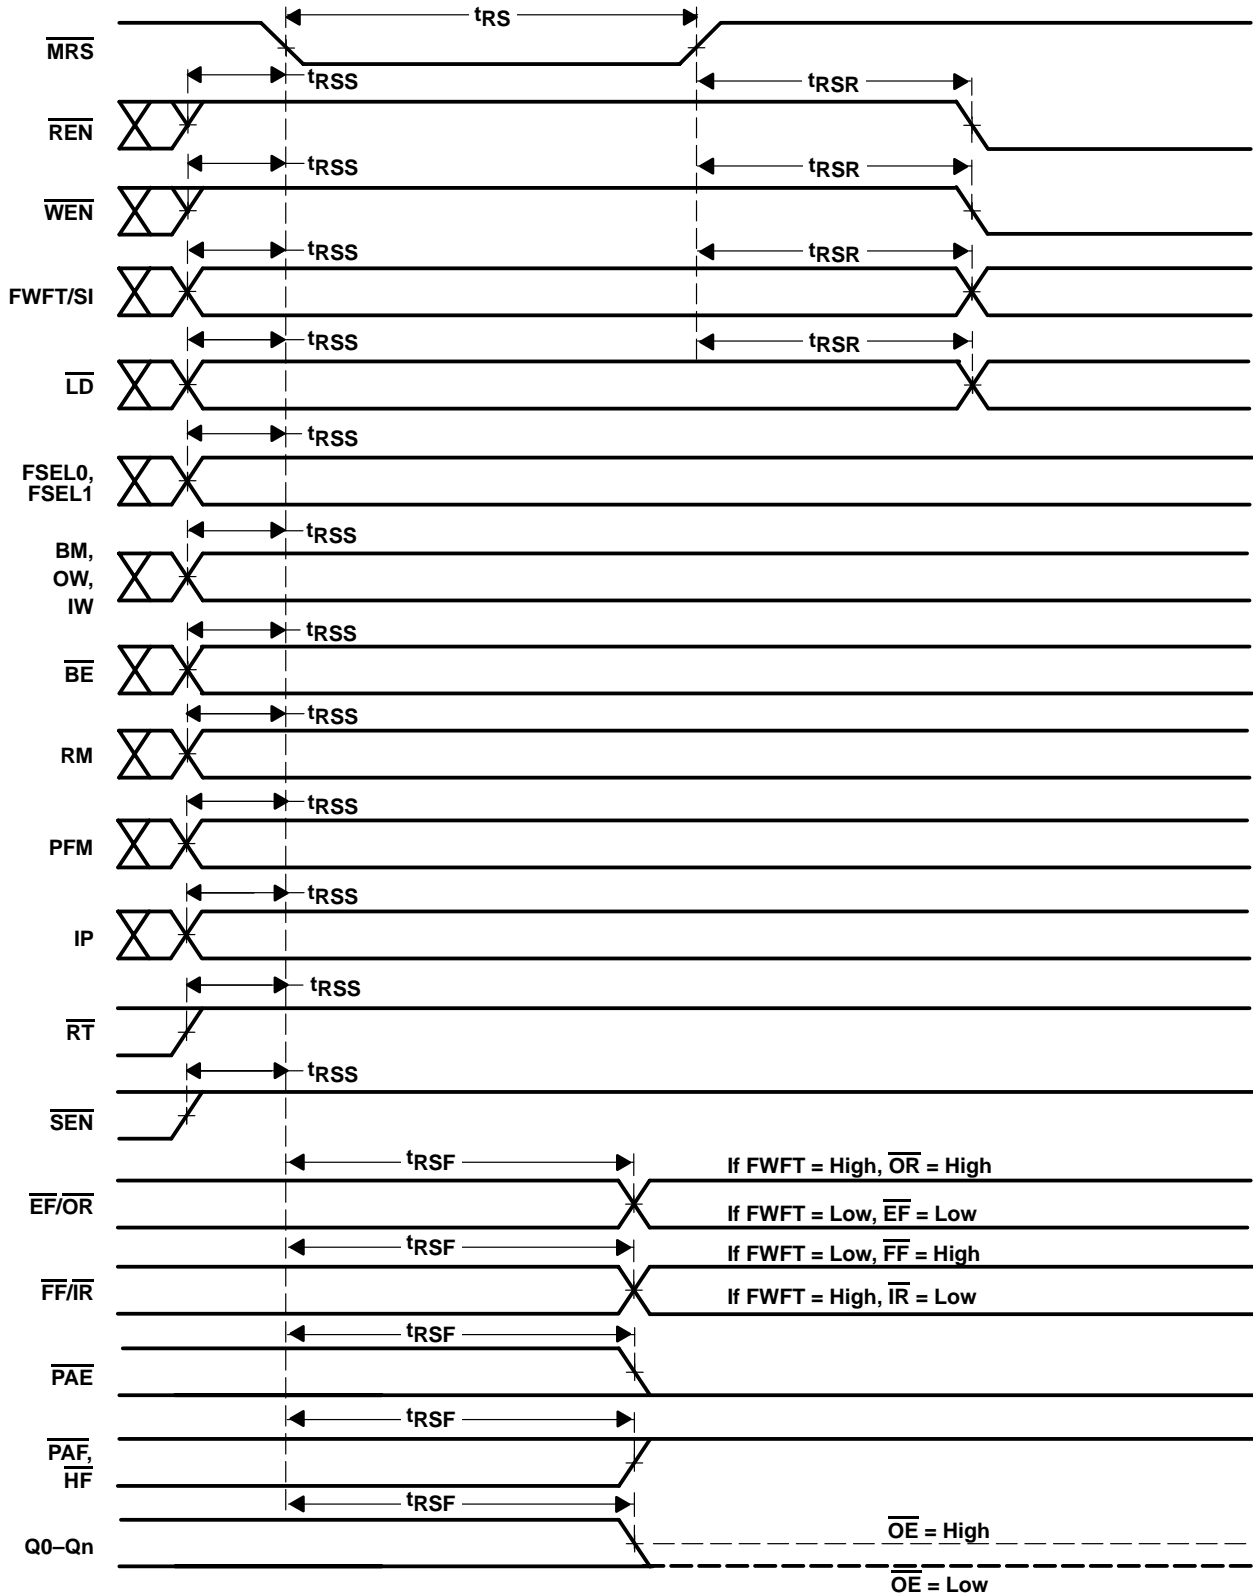 tRS
MRS
tRSS
tRSR
REN
tRSS
tRSR
WEN
tRSS
tRSR
FWFT/SI
tRSS
tRSR
LD
tRSS
FSEL0,
FSEL1
tRSS
BM,
OW,
IW
tRSS
BE
tRSS
RM
tRSS
PFM
tRSS
IP
tRSS
RT
tRSS
SEN
tRSF
If FWFT = High, OR = High
EF/OR
If FWFT = Low, EF = Low
tRSF
If FWFT = Low, FF = High
FF/IR
If FWFT = High, IR = Low
tRSF
PAE
tRSF
PAF,
HF
tRSF
OE = High
Q0–Qn
OE = Low